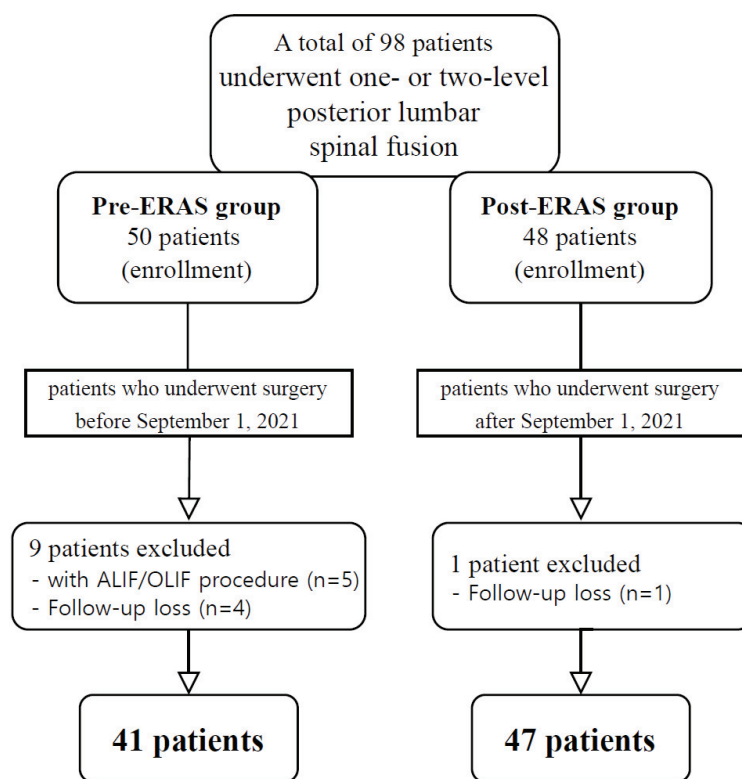 A total of 98 patients
underwent one- or two-level
posterior lumbar
spinal fusion
Pre-ERAS group
50 patients
(enrollment)
Post-ERAS group
48 patients
(enrollment)
patients who underwent surgery
before September 1, 2021
patients who underwent surgery
after September 1, 2021
9 patients excluded
- with ALIF/OLIF procedure (n=5)
- Follow-up loss (n=4)
1 patient excluded
- Follow-up loss (n=1)
41 patients
47 patients